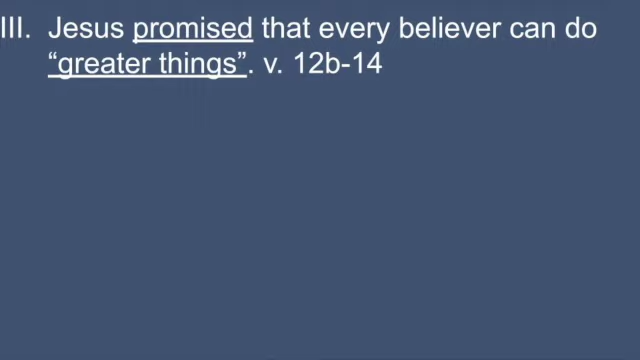 III. Jesus promised that every believer can do
“greater things”. v. 12b-14